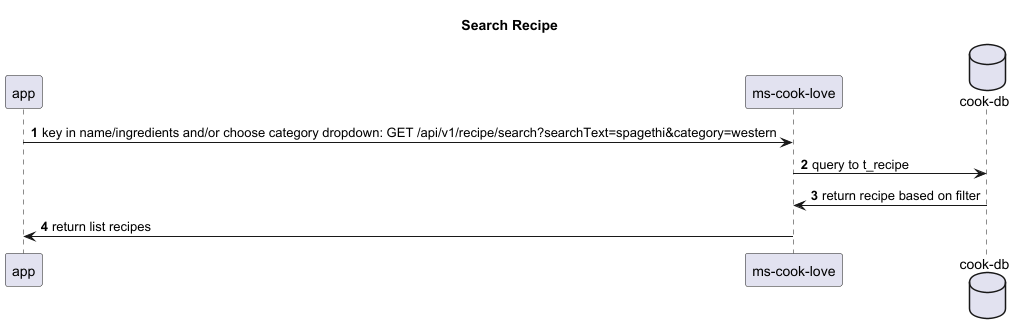 Search Recipe
app
ms-cook-love
cook-db
1 key in name/ingredients and/or choose category dropdown: GET /api/v1/recipe/search?searchText=spagethi&category=western
2 query to t_recipe
3 return recipe based on filter
4 return list recipes
app
ms-cook-love
cook-db